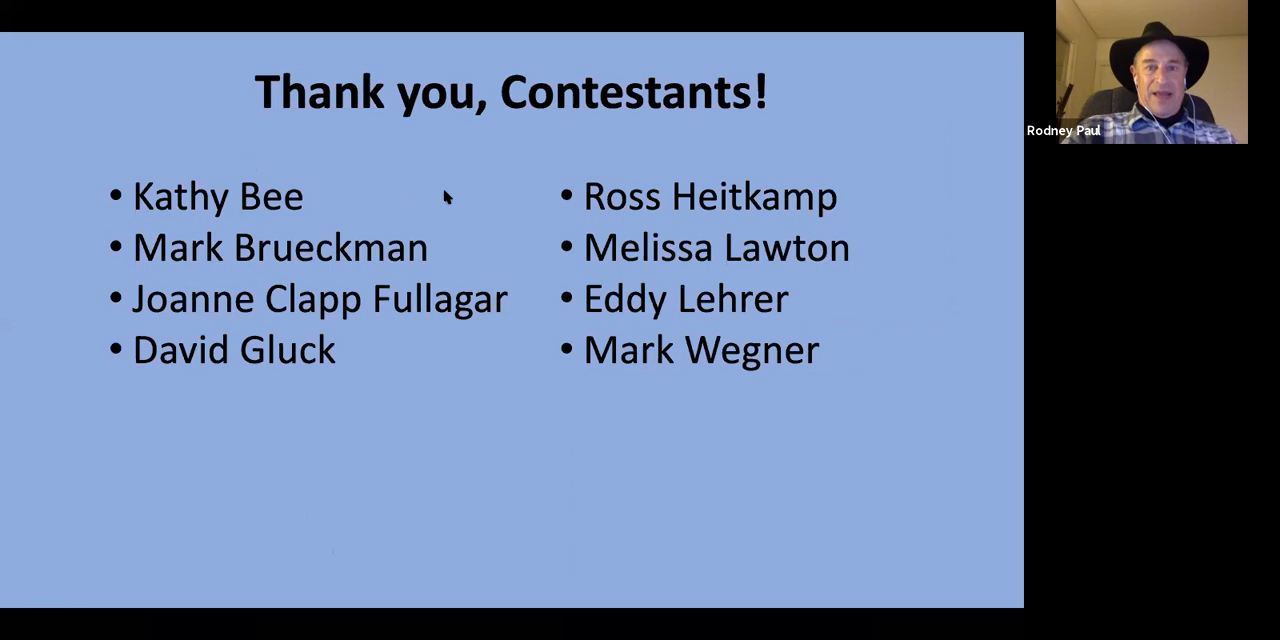 Thank you, Contestants!
• Kathy Bee
• Mark Brueckman
• Joanne Clapp Fullagar
• David Gluck
• Ross Heitkamp
• Melissa Lawton
• Eddy Lehrer
• Mark Wegner
Rodney Paul